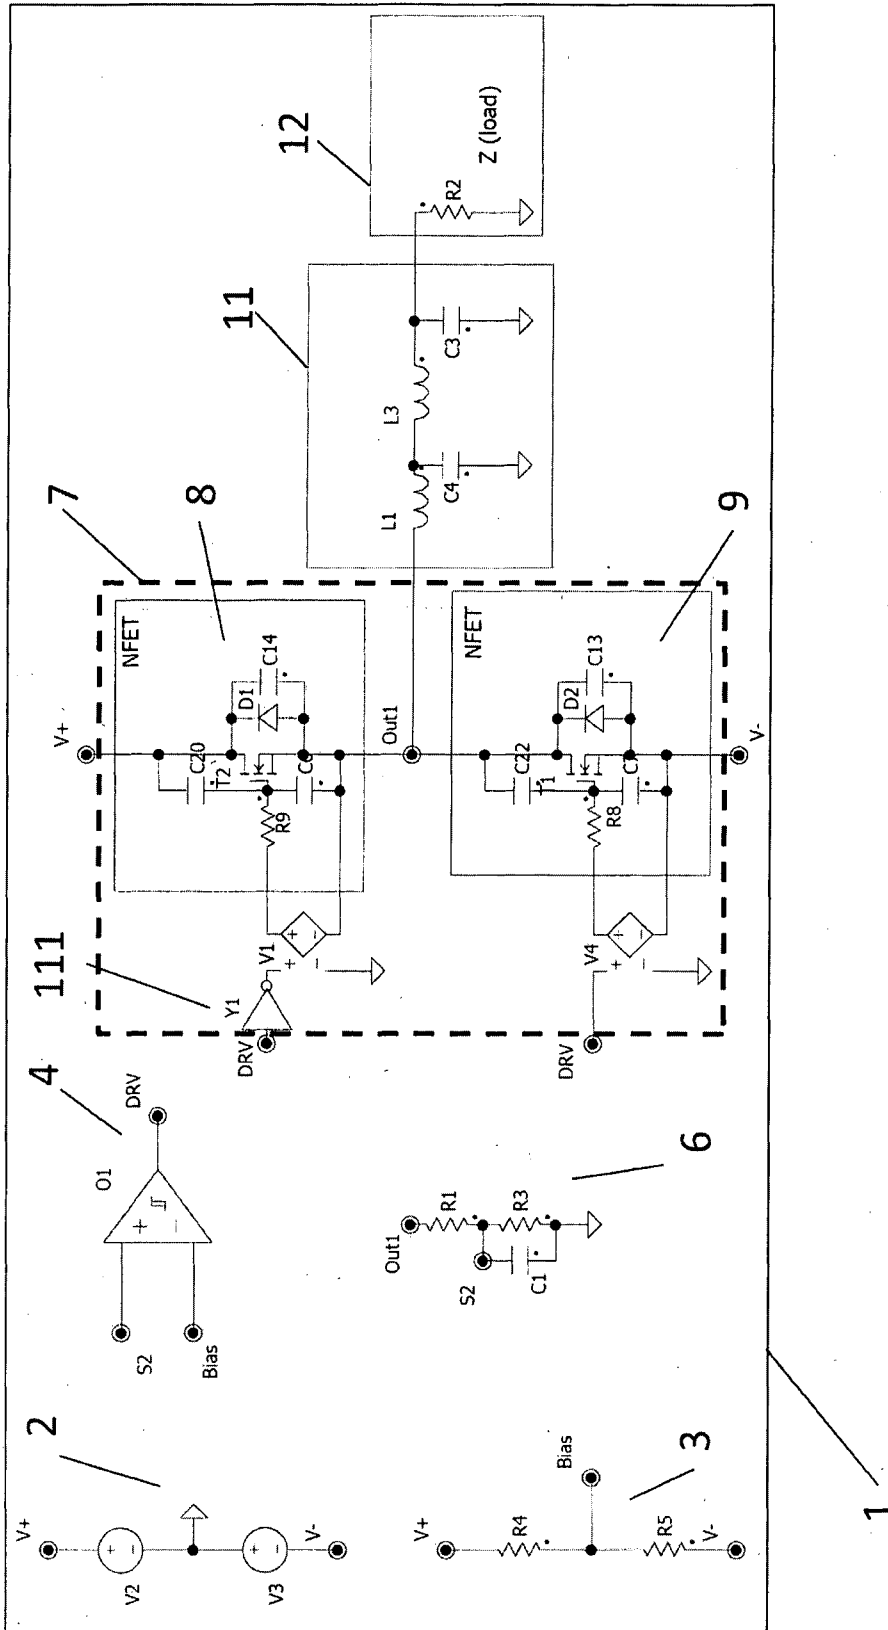 2
V+
V2
V3
V-
S2
Bias
O1
4
DRV
3
V+
R4
Bias
R5
V-
Out1
R1
S2
R3
C1
6
111
DRV
Y1
V1
R9
7
V+
NFET
8
C20
T2
D1
C14
Out1
DRV
V4
R8
NFET
9
C22
D2
C13
V-
11
L1
C4
L3
C3
12
R2
Z (load)
1